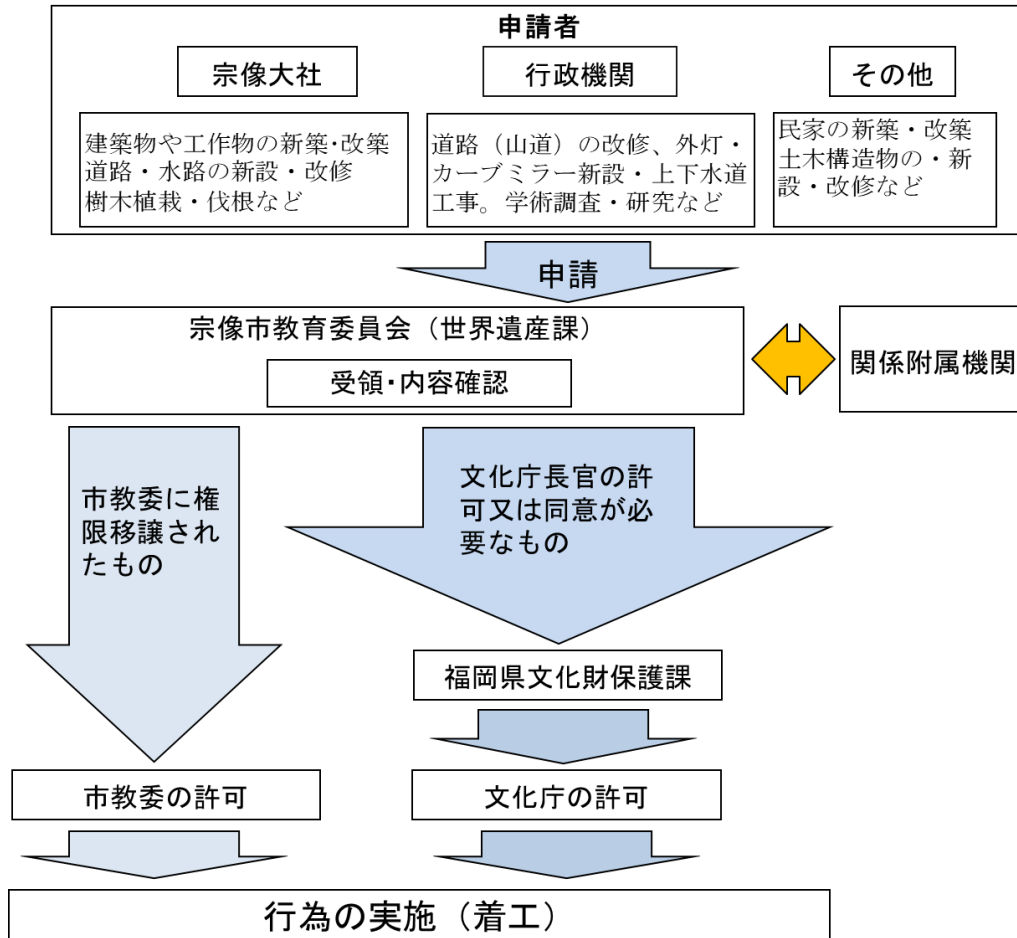 申請者
宗像大社
行政機関
その他
建築物や工作物の新築･改築
道路・水路の新設・改修
樹木植栽・伐根など
道路（山道）の改修、外灯・
カーブミラー新設・上下水道
工事。学術調査・研究など
民家の新築・改築
土木構造物の・新
設・改修など
申請
宗像市教育委員会（世界遺産課）
受領･内容確認
関係附属機関
市教委に権
限移譲され
たもの
文化庁長官の許
可又は同意が必
要なもの
福岡県文化財保護課
市教委の許可
文化庁の許可
行為の実施（着工）